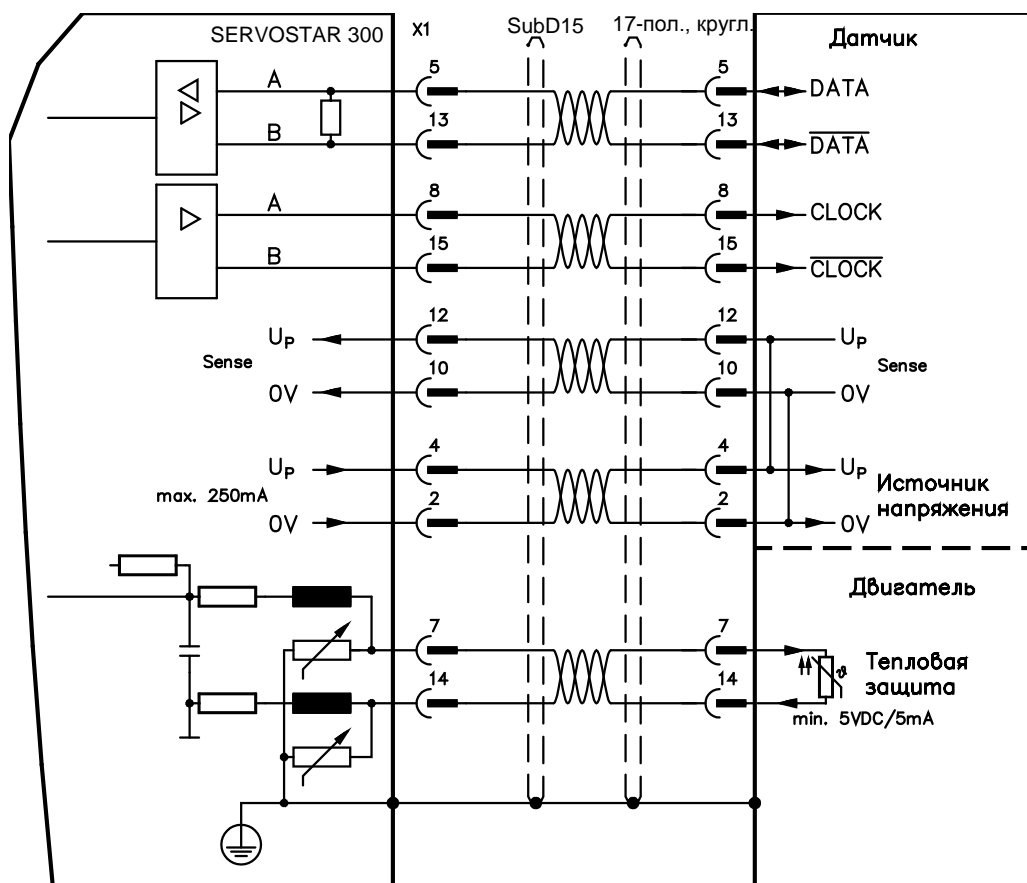 SERVOSTAR 300 X1 SubD15 17-пол., кругл.
Датчик
A 5 5 DATA
B 13 13 DATA
A 8 8 CLOCK
B 15 15 CLOCK
UP 12 12 UP
Sense Sense
0V 10 10 0V
UP 4 4 UP
max. 250mA Источник
напряжения
0V 2 2 0V
Двигатель
7 7
Тепловая
защита
14 14 ϑ
min. 5VDC/5mA